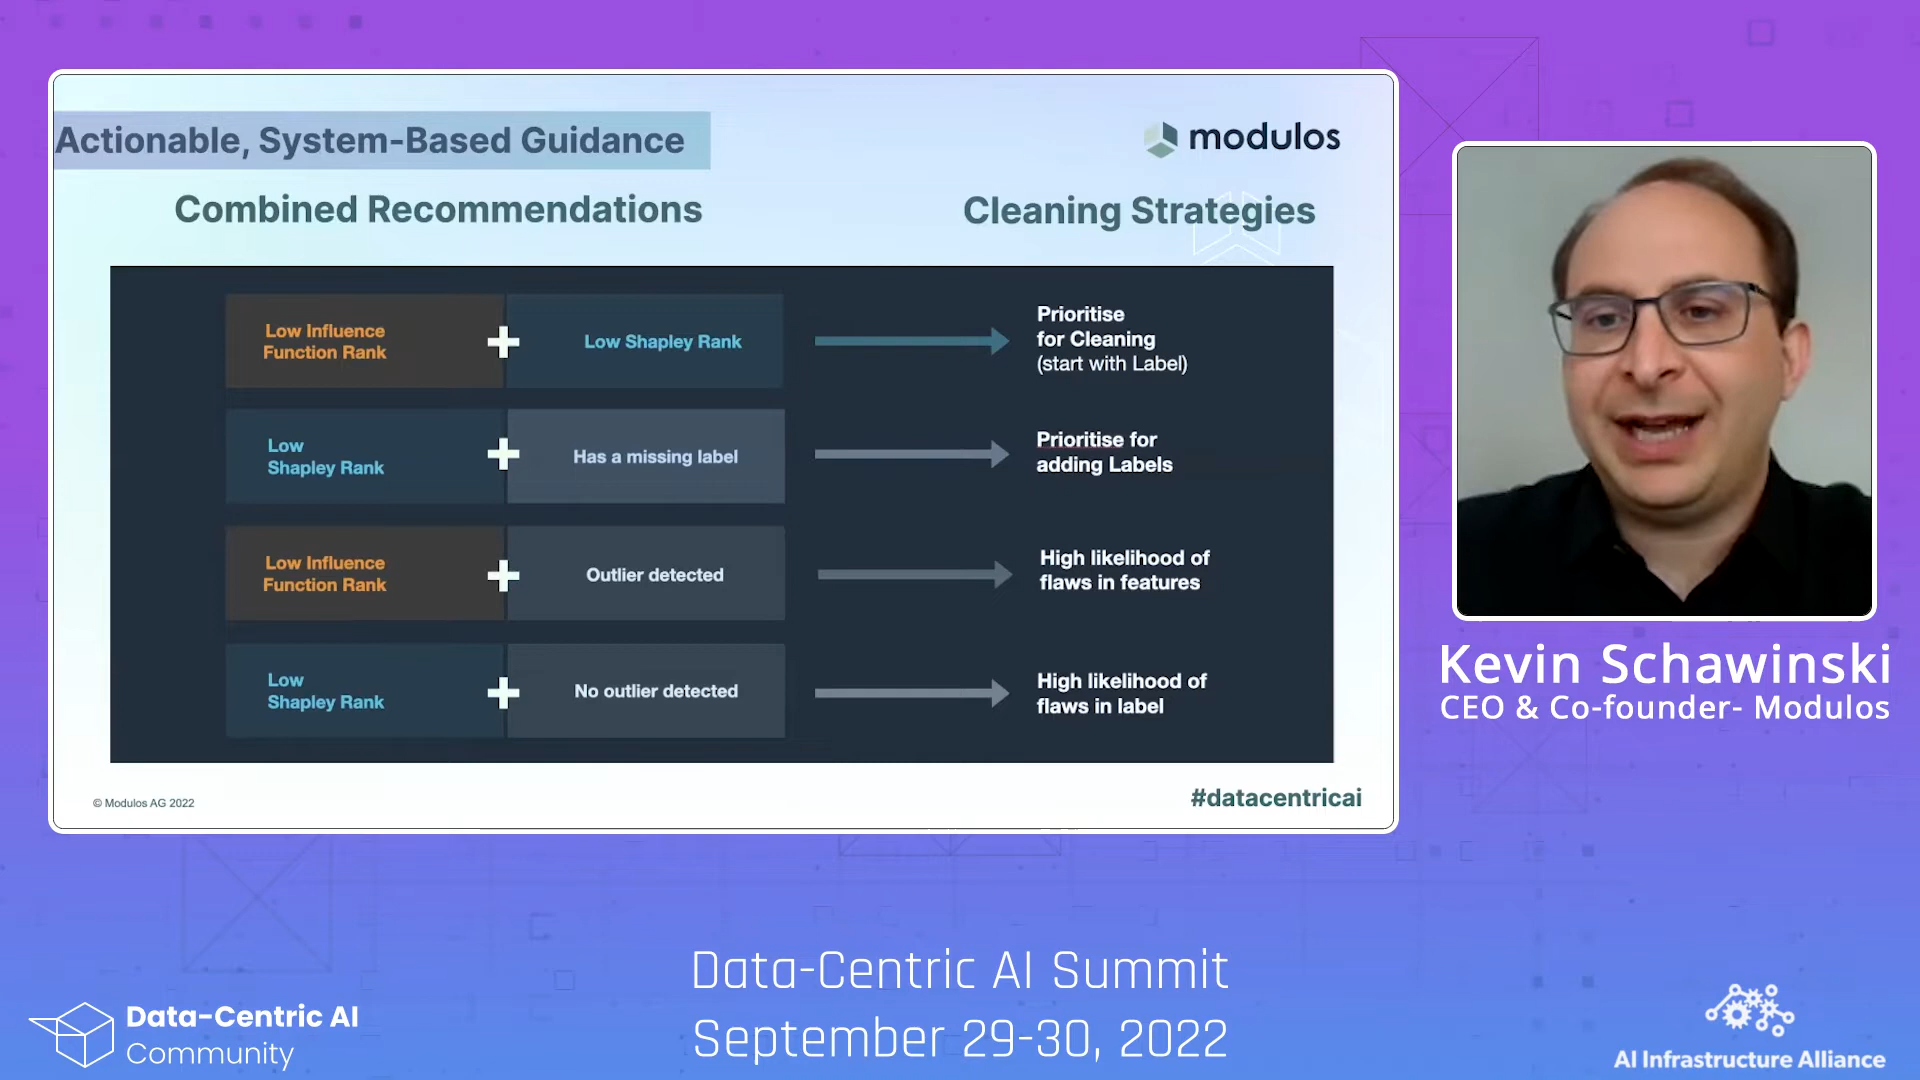 Actionable, System-Based Guidance
modulos
Combined Recommendations
Cleaning Strategies
Low Influence
Function Rank
+
Low Shapley Rank
Prioritise
for Cleaning
(start with Label)
Low
Shapley Rank
+
Has a missing label
Prioritise for
adding Labels
Low Influence
Function Rank
+
Outlier detected
High likelihood of
flaws in features
Low
Shapley Rank
+
No outlier detected
High likelihood of
flaws in label
© Modulos AG 2022
#datacentricai
Kevin Schawinski
CEO & Co-founder- Modulos
Data-Centric AI Summit
September 29-30, 2022
Data-Centric AI
Community
AI Infrastructure Alliance